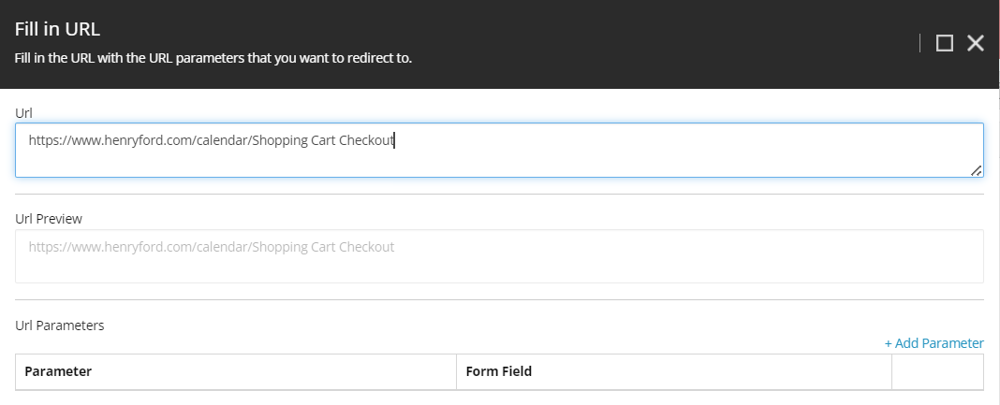 Fill in URL
Fill in the URL with the URL parameters that you want to redirect to.
Url
https://www.henryford.com/calendar/Shopping Cart Checkout
Url Preview
https://www.henryford.com/calendar/Shopping Cart Checkout
Url Parameters
+ Add Parameter
Parameter Form Field